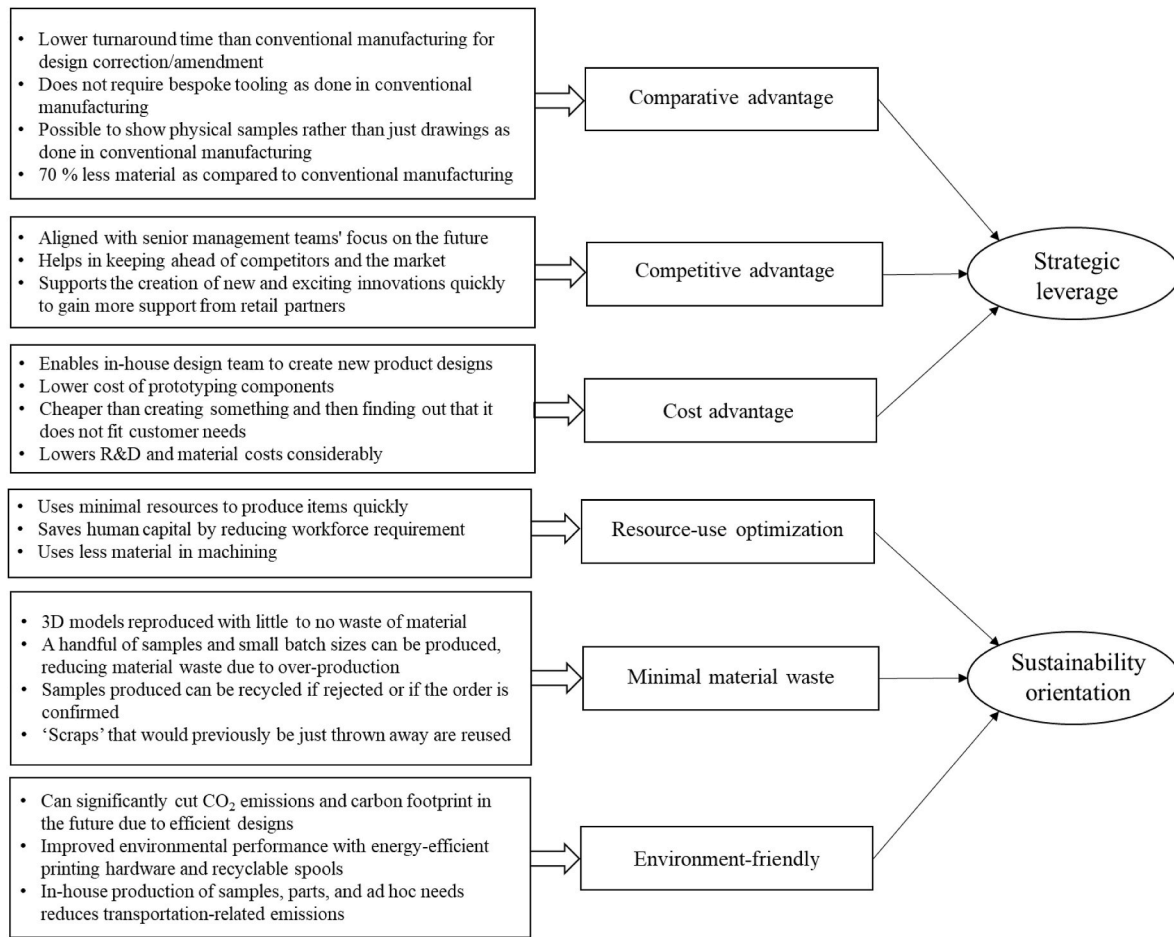 • Lower turnaround time than conventional manufacturing for
design correction/amendment
• Does not require bespoke tooling as done in conventional
manufacturing
• Possible to show physical samples rather than just drawings as
done in conventional manufacturing
• 70 % less material as compared to conventional manufacturing
Comparative advantage
• Aligned with senior management teams' focus on the future
• Helps in keeping ahead of competitors and the market
• Supports the creation of new and exciting innovations quickly
to gain more support from retail partners
Competitive advantage
Strategic
leverage
• Enables in-house design team to create new product designs
• Lower cost of prototyping components
• Cheaper than creating something and then finding out that it
does not fit customer needs
• Lowers R&D and material costs considerably
Cost advantage
• Uses minimal resources to produce items quickly
• Saves human capital by reducing workforce requirement
• Uses less material in machining
Resource-use optimization
• 3D models reproduced with little to no waste of material
• A handful of samples and small batch sizes can be produced,
reducing material waste due to over-production
• Samples produced can be recycled if rejected or if the order is
confirmed
• ‘Scraps’ that would previously be just thrown away are reused
Minimal material waste
Sustainability
orientation
• Can significantly cut CO₂ emissions and carbon footprint in
the future due to efficient designs
• Improved environmental performance with energy-efficient
printing hardware and recyclable spools
• In-house production of samples, parts, and ad hoc needs
reduces transportation-related emissions
Environment-friendly